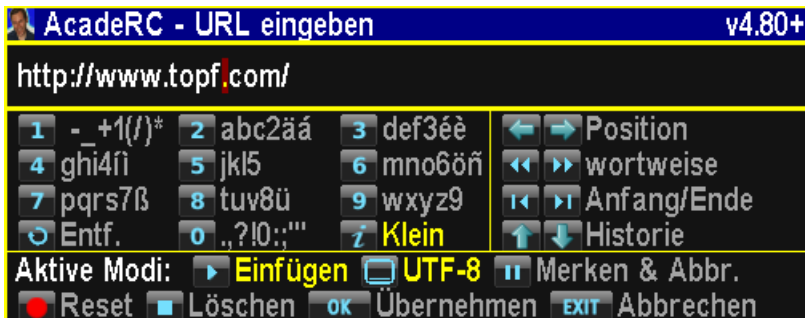 AcadeRC - URL eingeben v4.80+
http://www.topf.com/
1 -_+1(/)* 2 abc2äá 3 def3éè Position
4 ghi4íì 5 jkl5 6 mno6öñ wortweise
7 pqrs7ß 8 tuv8ü 9 wxyz9 Anfang/Ende
Entf. 0 .,?!0:;"' i Klein Historie
Aktive Modi: Einfügen UTF-8 Merken & Abbr.
Reset Löschen OK Übernehmen EXIT Abbrechen